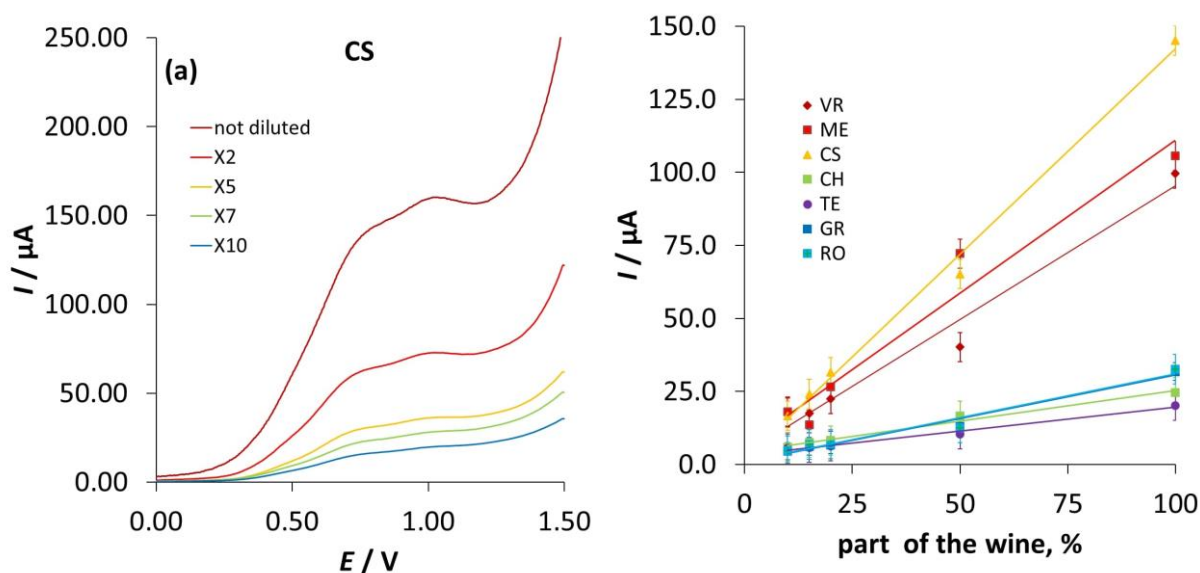 CS
(a)
I / µA
250.00
200.00
150.00
100.00
50.00
0.00
not diluted
X2
X5
X7
X10
0.00
0.50
1.00
1.50
E / V
I / µA
150.0
125.0
100.0
75.0
50.0
25.0
0.0
VR
ME
CS
CH
TE
GR
RO
0
25
50
75
100
part of the wine, %